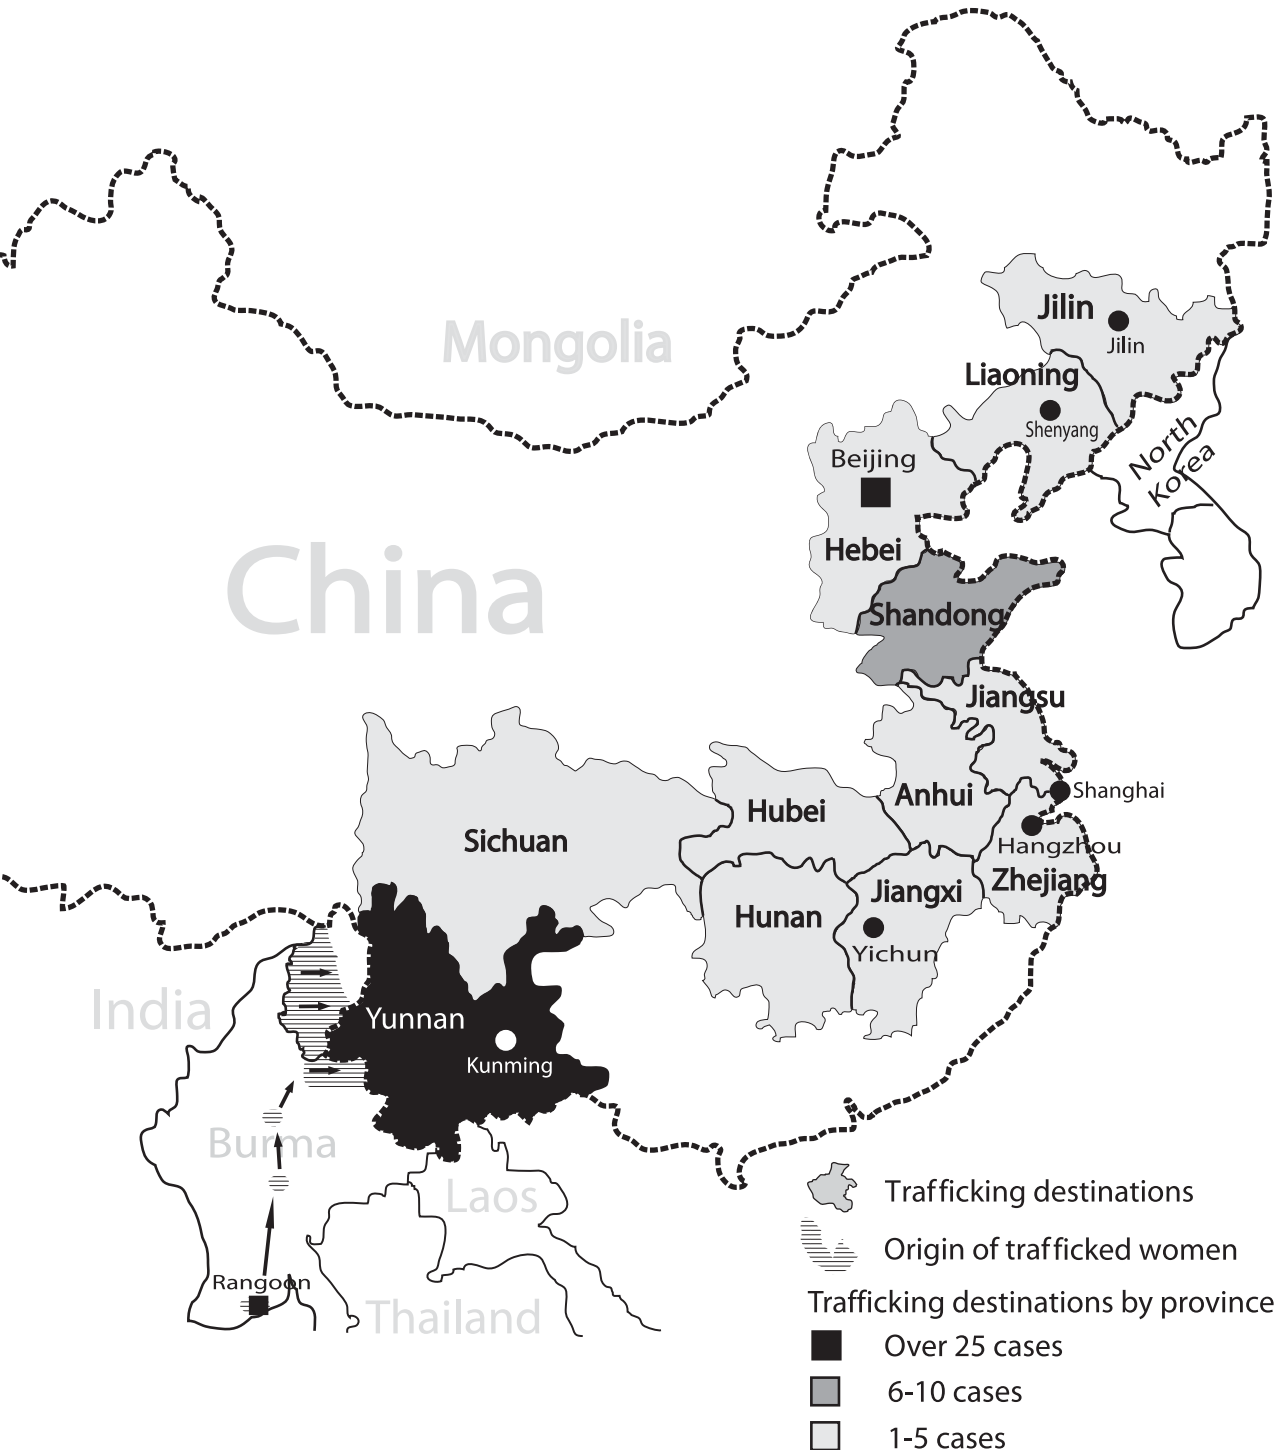 Mongolia
China
Jilin
Jilin
Liaoning
Shenyang
North
Korea
Beijing
Hebei
Shandong
Jiangsu
Shanghai
Anhui
Hubei
Hangzhou
Zhejiang
Sichuan
Hunan
Jiangxi
Yichun
India
Yunnan
Kunming
Burma
Laos
Rangoon
Thailand
Trafficking destinations
Origin of trafficked women
Trafficking destinations by province
Over 25 cases
6-10 cases
1-5 cases